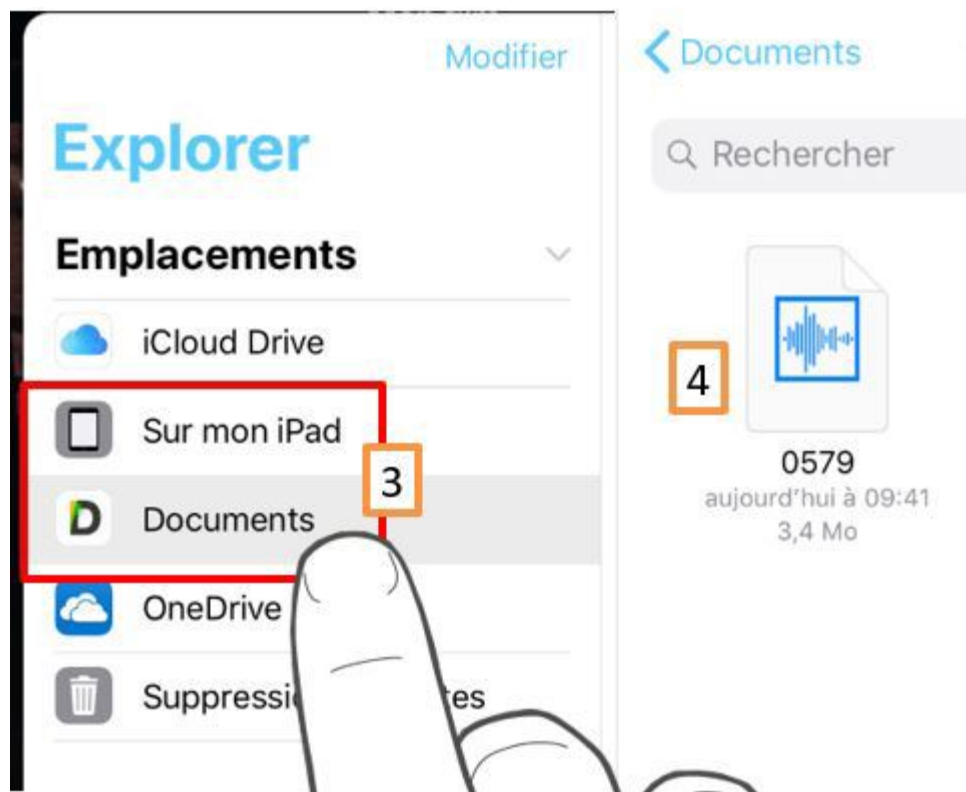 Modifier
Explorer
Emplacements
iCloud Drive
Sur mon iPad
3
Documents
OneDrive
Documents
Rechercher
4
0579
aujourd'hui à 09:41
3,4 Mo